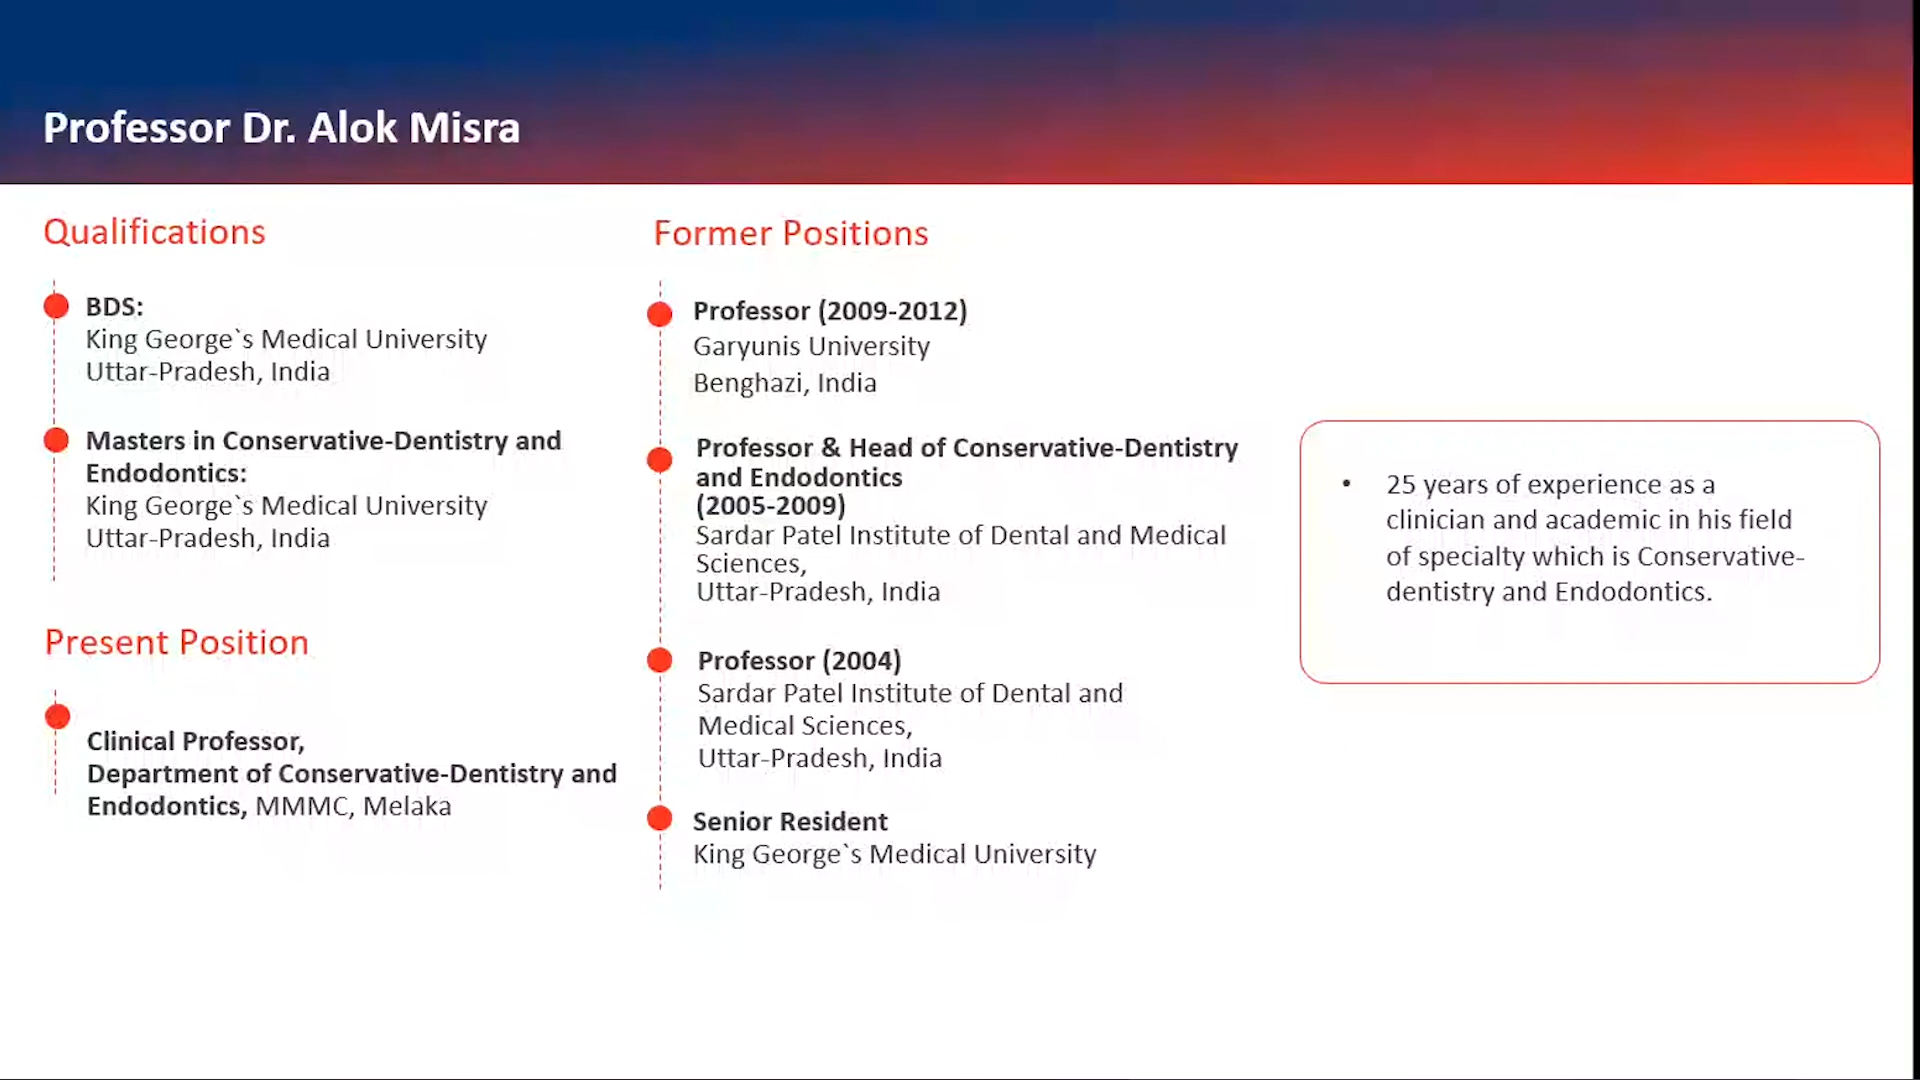 Professor Dr. Alok Misra
Qualifications
BDS:
King George`s Medical University
Uttar-Pradesh, India
Masters in Conservative-Dentistry and
Endodontics:
King George`s Medical University
Uttar-Pradesh, India
Present Position
Clinical Professor,
Department of Conservative-Dentistry and
Endodontics, MMMC, Melaka
Former Positions
Professor (2009-2012)
Garyunis University
Benghazi, India
Professor & Head of Conservative-Dentistry
and Endodontics
(2005-2009)
Sardar Patel Institute of Dental and Medical
Sciences,
Uttar-Pradesh, India
Professor (2004)
Sardar Patel Institute of Dental and
Medical Sciences,
Uttar-Pradesh, India
Senior Resident
King George`s Medical University
• 25 years of experience as a
clinician and academic in his field
of specialty which is Conservative-
dentistry and Endodontics.